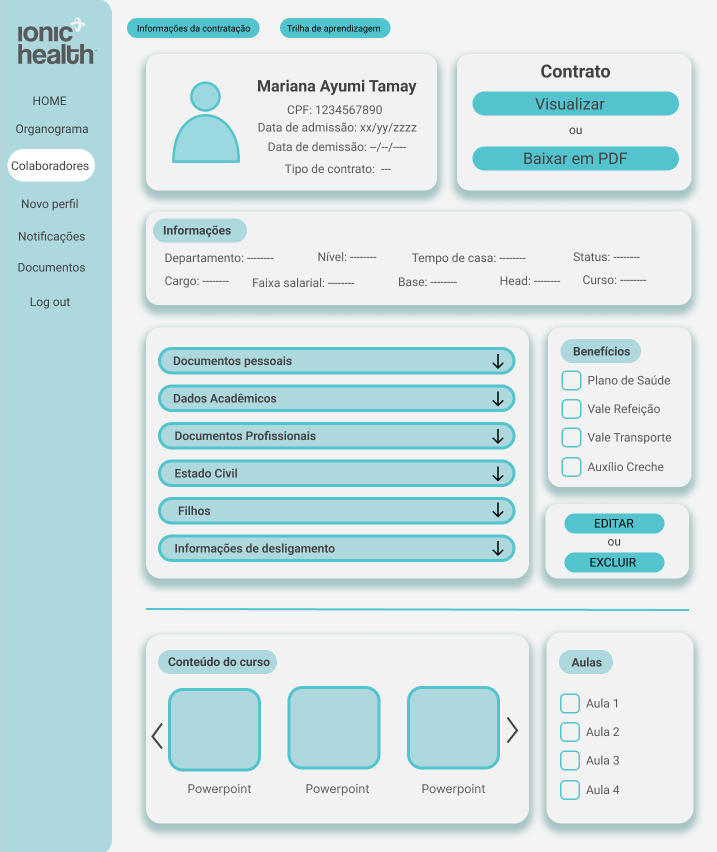 ionic
health
HOME
Organograma
Colaboradores
Novo perfil
Notificações
Documentos
Log out
Informações da contratação
Trilha de aprendizagem
Mariana Ayumi Tamay
CPF: 1234567890
Data de admissão: xx/yy/zzzz
Data de demissão: --/--/----
Tipo de contrato: ---
Contrato
Visualizar
ou
Baixar em PDF
Informações
Departamento: --------
Nível: --------
Tempo de casa: --------
Status: --------
Cargo: --------
Faixa salarial: --------
Base: --------
Head: --------
Curso: --------
Documentos pessoais
Dados Acadêmicos
Documentos Profissionais
Estado Civil
Filhos
Informações de desligamento
Benefícios
Plano de Saúde
Vale Refeição
Vale Transporte
Auxílio Creche
EDITAR
ou
EXCLUIR
Conteúdo do curso
Powerpoint
Powerpoint
Powerpoint
Aulas
Aula 1
Aula 2
Aula 3
Aula 4